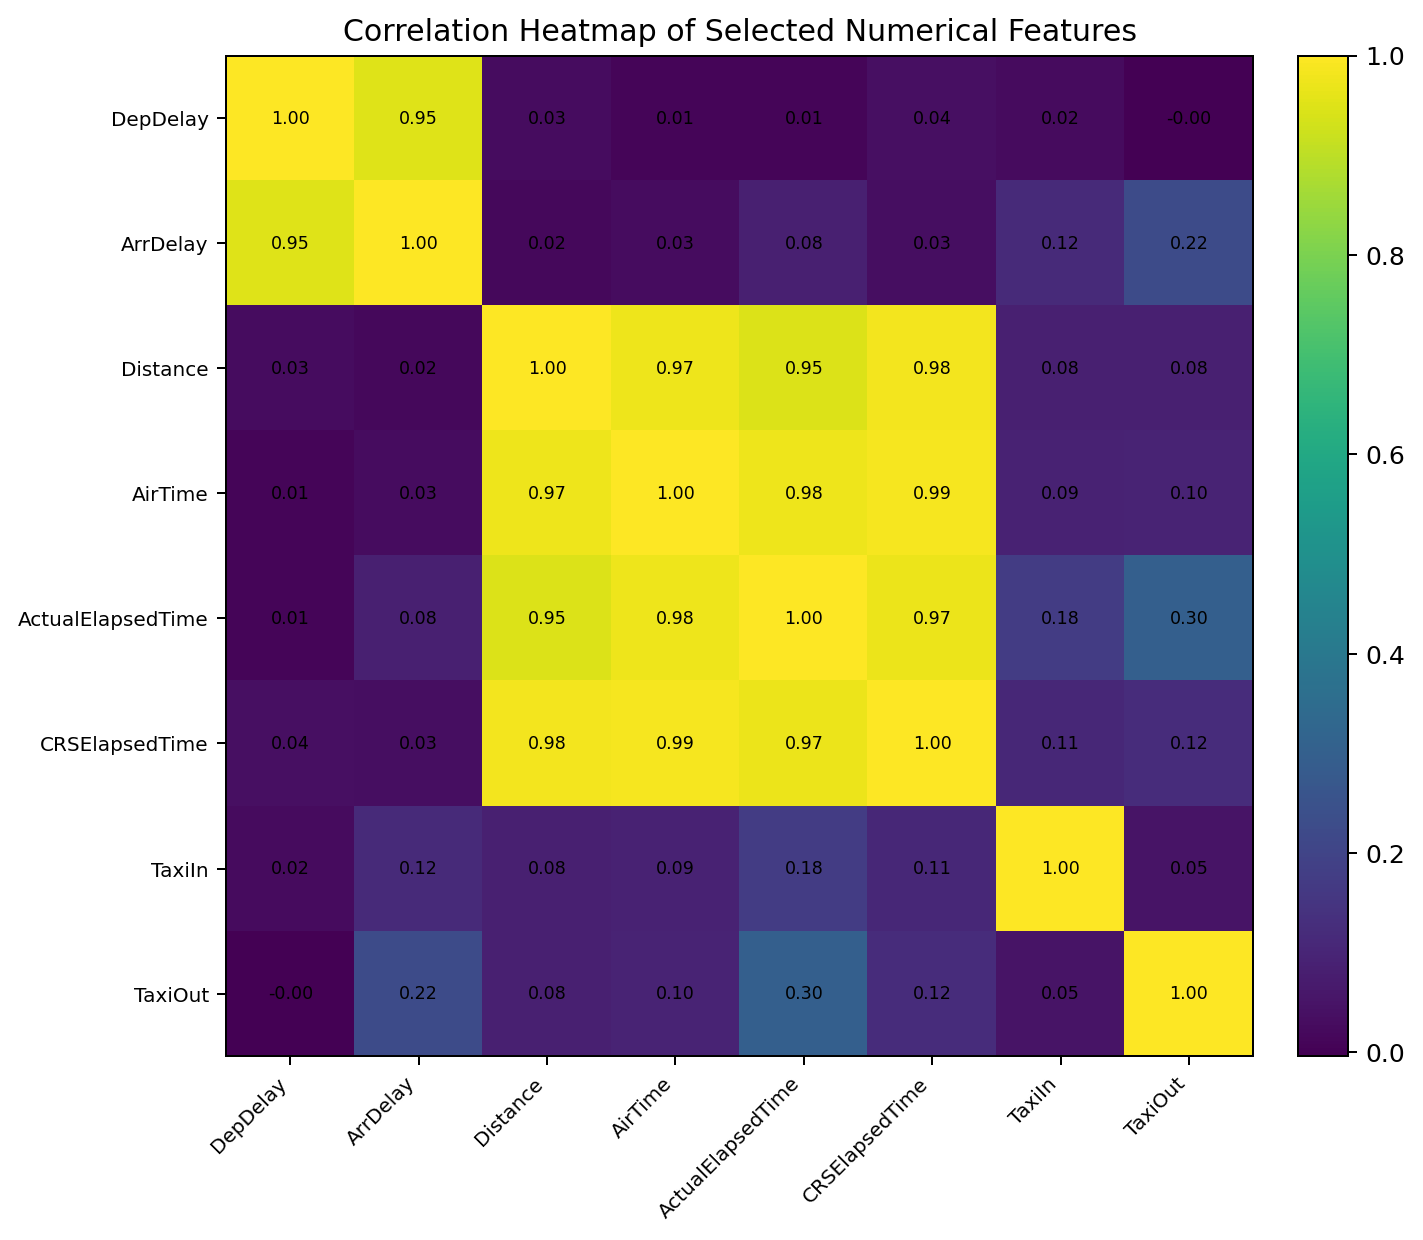 Correlation Heatmap of Selected Numerical Features
DepDelay 1.00 0.95 0.03 0.01 0.01 0.04 0.02 -0.00
ArrDelay 0.95 1.00 0.02 0.03 0.08 0.03 0.12 0.22
Distance 0.03 0.02 1.00 0.97 0.95 0.98 0.08 0.08
AirTime 0.01 0.03 0.97 1.00 0.98 0.99 0.09 0.10
ActualElapsedTime 0.01 0.08 0.95 0.98 1.00 0.97 0.18 0.30
CRSElapsedTime 0.04 0.03 0.98 0.99 0.97 1.00 0.11 0.12
TaxiIn 0.02 0.12 0.08 0.09 0.18 0.11 1.00 0.05
TaxiOut -0.00 0.22 0.08 0.10 0.30 0.12 0.05 1.00
DepDelay ArrDelay Distance AirTime ActualElapsedTime CRSElapsedTime TaxiIn TaxiOut
1.0
0.8
0.6
0.4
0.2
0.0